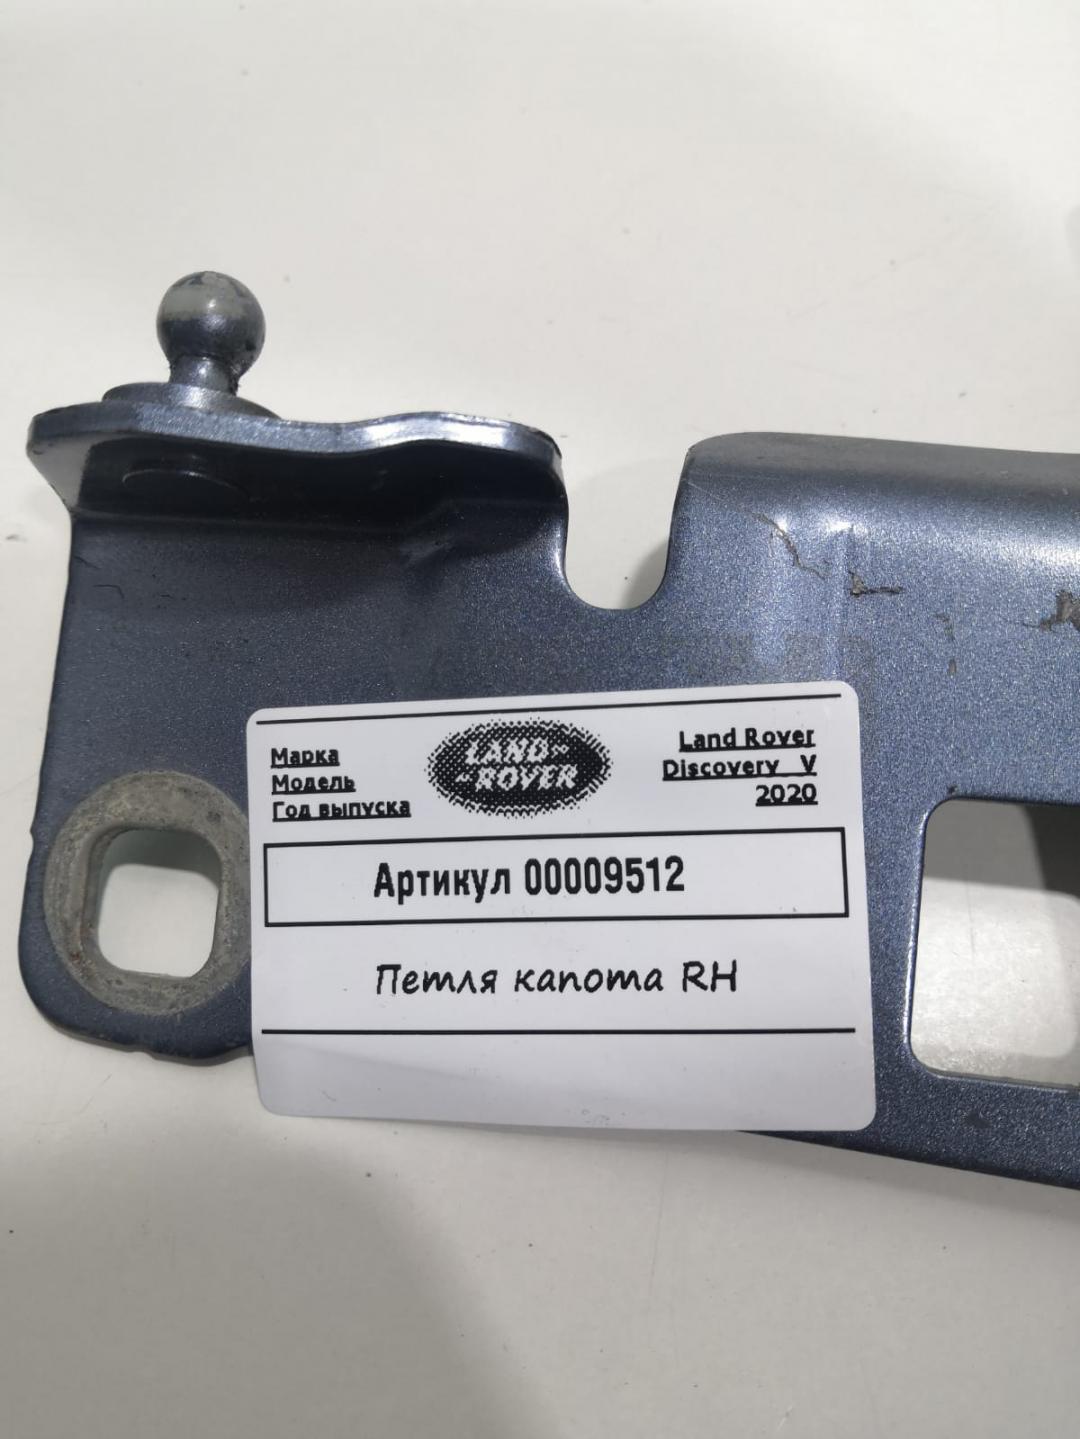 Марка
Модель
Год выпуска
LAND
ROVER
Land Rover
Discovery V
2020
Артикул 00009512
Петля капота RH